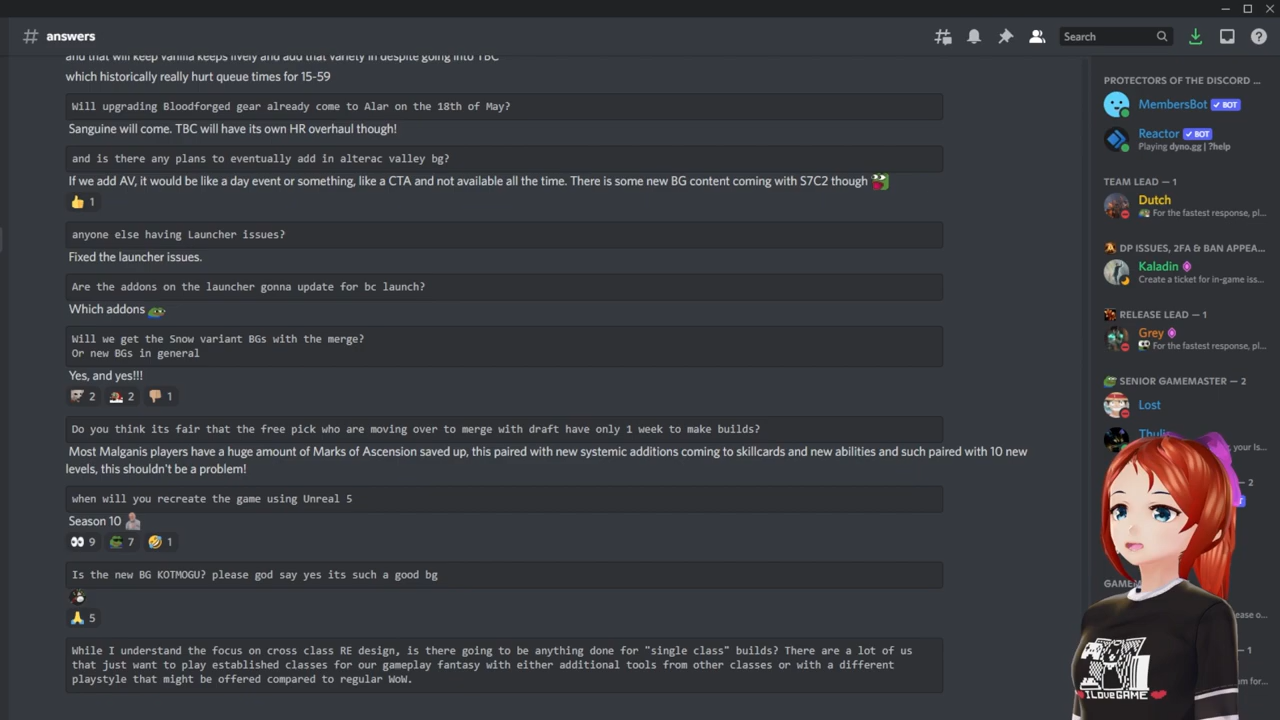 # answers
Search
and that will keep vanilla keeps lively and add that variety in despite going into TBC
which historically really hurt queue times for 15-59
Will upgrading Bloodforged gear already come to Alar on the 18th of May?
Sanguine will come. TBC will have its own HR overhaul though!
and is there any plans to eventually add in alterac valley bg?
If we add AV, it would be like a day event or something, like a CTA and not available all the time. There is some new BG content coming with S7C2 though
1
anyone else having Launcher issues?
Fixed the launcher issues.
Are the addons on the launcher gonna update for bc launch?
Which addons
Will we get the Snow variant BGs with the merge?
Or new BGs in general
Yes, and yes!!!
2 2 1
Do you think its fair that the free pick who are moving over to merge with draft have only 1 week to make builds?
Most Malganis players have a huge amount of Marks of Ascension saved up, this paired with new systemic additions coming to skillcards and new abilities and such paired with 10 new
levels, this shouldn't be a problem!
when will you recreate the game using Unreal 5
Season 10
9 7 1
Is the new BG KOTMOGU? please god say yes its such a good bg
5
While I understand the focus on cross class RE design, is there going to be anything done for "single class" builds? There are a lot of us
that just want to play established classes for our gameplay fantasy with either additional tools from other classes or with a different
playstyle that might be offered compared to regular WoW.
PROTECTORS OF THE DISCORD ...
MembersBot ✓ BOT
Reactor ✓ BOT
Playing dyno.gg | ?help
TEAM LEAD — 1
Dutch
For the fastest response, pl...
DP ISSUES, 2FA & BAN APPEA...
Kaladin
Create a ticket for in-game iss...
RELEASE LEAD — 1
Grey
For the fastest response, pl...
SENIOR GAMEMASTER — 2
Lost
I LoveGAME